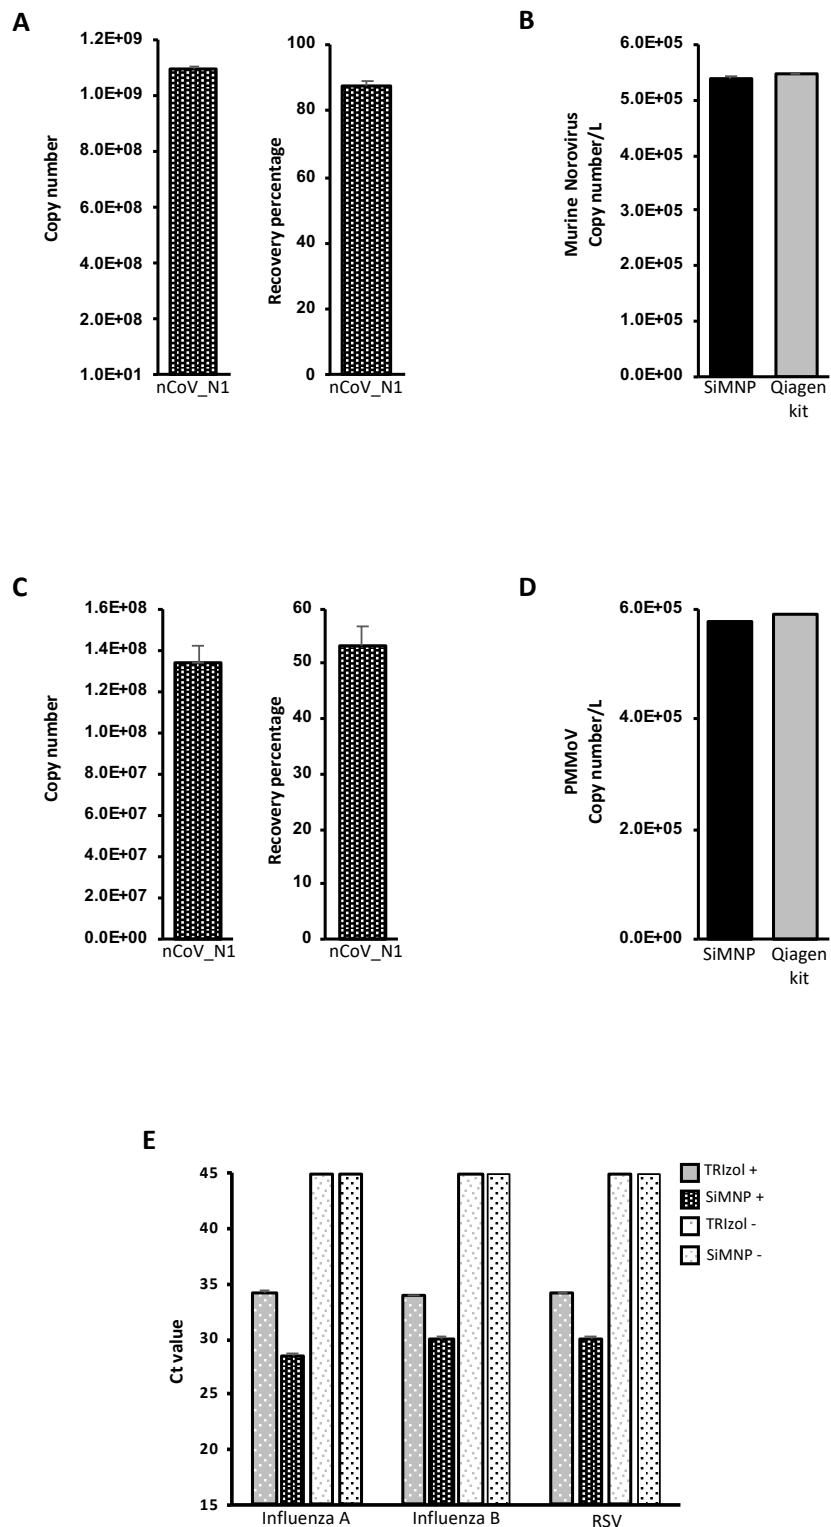 A
1.2E+09
1.0E+09
8.0E+08
6.0E+08
4.0E+08
2.0E+08
1.0E+01
Copy number
nCoV_N1
100
80
60
40
20
0
Recovery percentage
nCoV_N1
B
6.0E+05
5.0E+05
4.0E+05
3.0E+05
2.0E+05
1.0E+05
0.0E+00
Murine Norovirus
Copy number/L
SiMNP
Qiagen
kit
C
1.6E+08
1.4E+08
1.2E+08
1.0E+08
8.0E+07
6.0E+07
4.0E+07
2.0E+07
0.0E+00
Copy number
nCoV_N1
60
50
40
30
20
10
0
Recovery percentage
nCoV_N1
D
6.0E+05
4.0E+05
2.0E+05
0.0E+00
PMMoV
Copy number/L
SiMNP
Qiagen
kit
E
45
40
35
30
25
20
15
Ct value
Influenza A
Influenza B
RSV
TRIzol +
SiMNP +
TRIzol -
SiMNP -